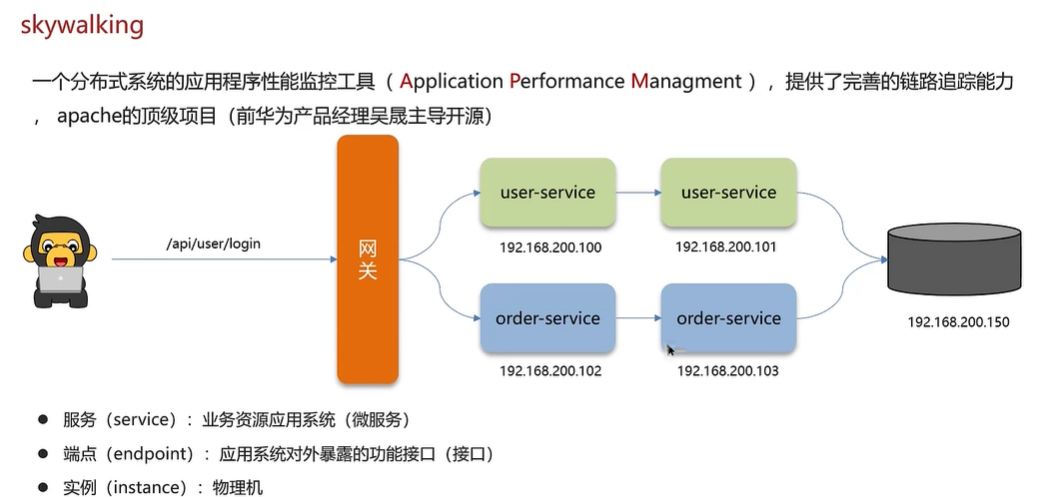 skywalking
一个分布式系统的应用程序性能监控工具（ Application Performance Managment ），提供了完善的链路追踪能力
， apache的顶级项目（前华为产品经理吴晟主导开源）
/api/user/login
网
关
user-service
192.168.200.100
user-service
192.168.200.101
order-service
192.168.200.102
order-service
192.168.200.103
192.168.200.150
● 服务（service）：业务资源应用系统（微服务）
● 端点（endpoint）：应用系统对外暴露的功能接口（接口）
● 实例（instance）：物理机